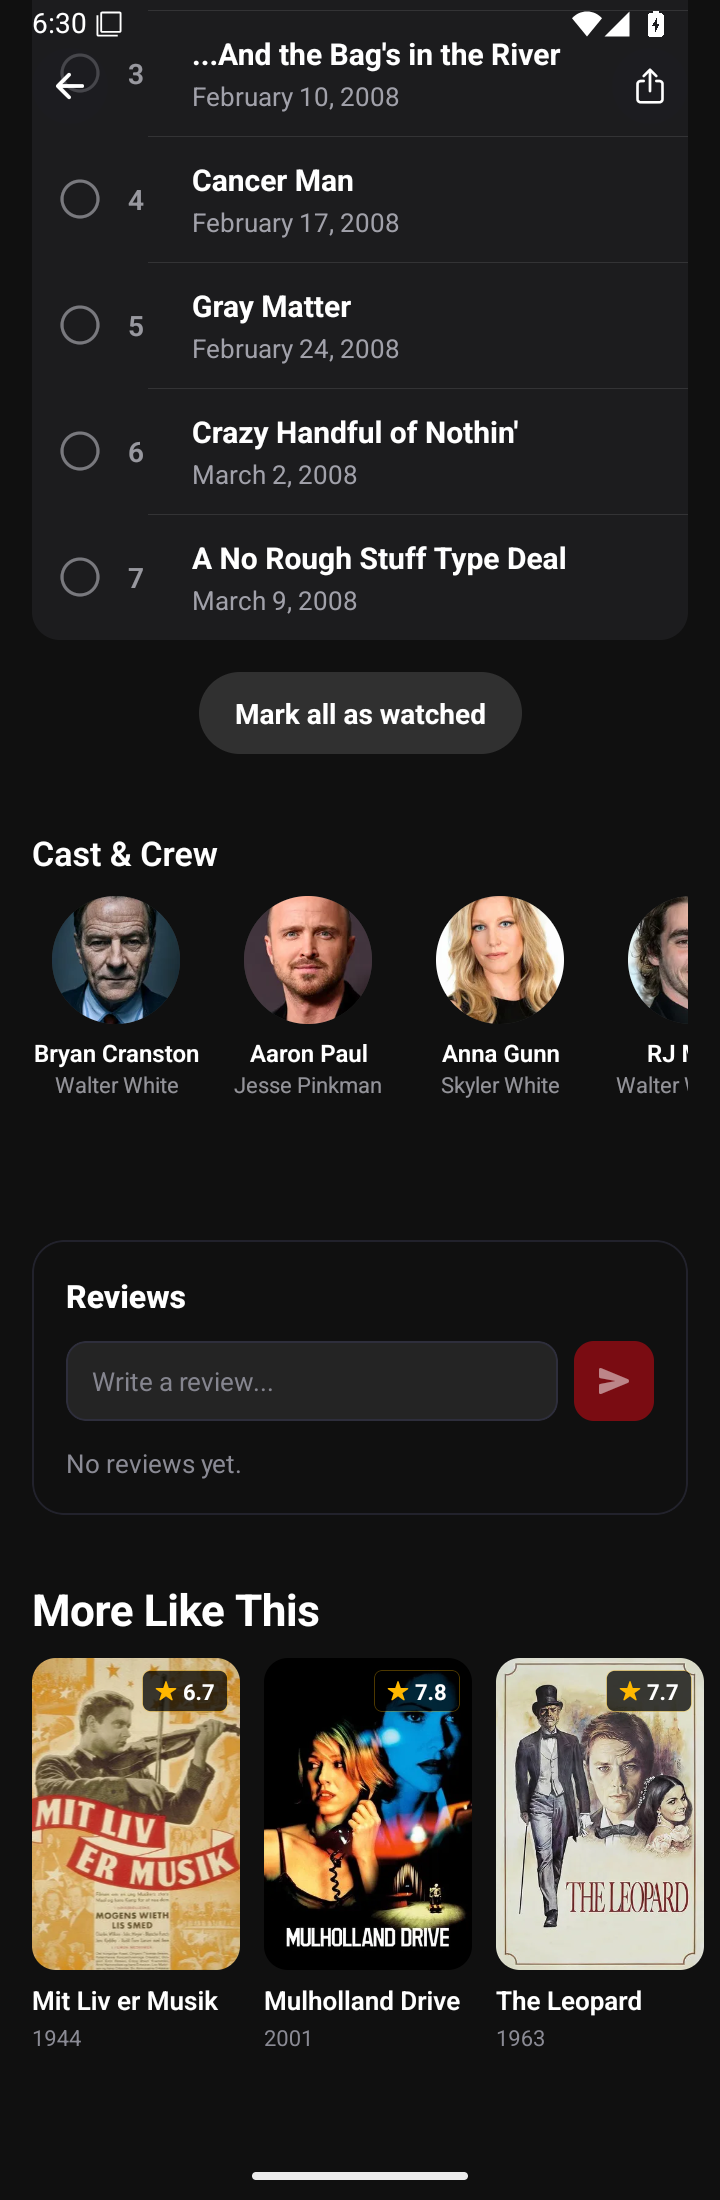 6:30
3
...And the Bag's in the River
February 10, 2008
4
Cancer Man
February 17, 2008
5
Gray Matter
February 24, 2008
6
Crazy Handful of Nothin'
March 2, 2008
7
A No Rough Stuff Type Deal
March 9, 2008
Mark all as watched
Cast & Crew
Bryan Cranston
Walter White
Aaron Paul
Jesse Pinkman
Anna Gunn
Skyler White
RJ
Walter
Reviews
Write a review...
No reviews yet.
More Like This
6.7
MIT LIV
ER MUSIK
MOGENS WIETH
LIS SMED
7.8
MULHOLLAND DRIVE
7.7
THE LEOPARD
Mit Liv er Musik
1944
Mulholland Drive
2001
The Leopard
1963